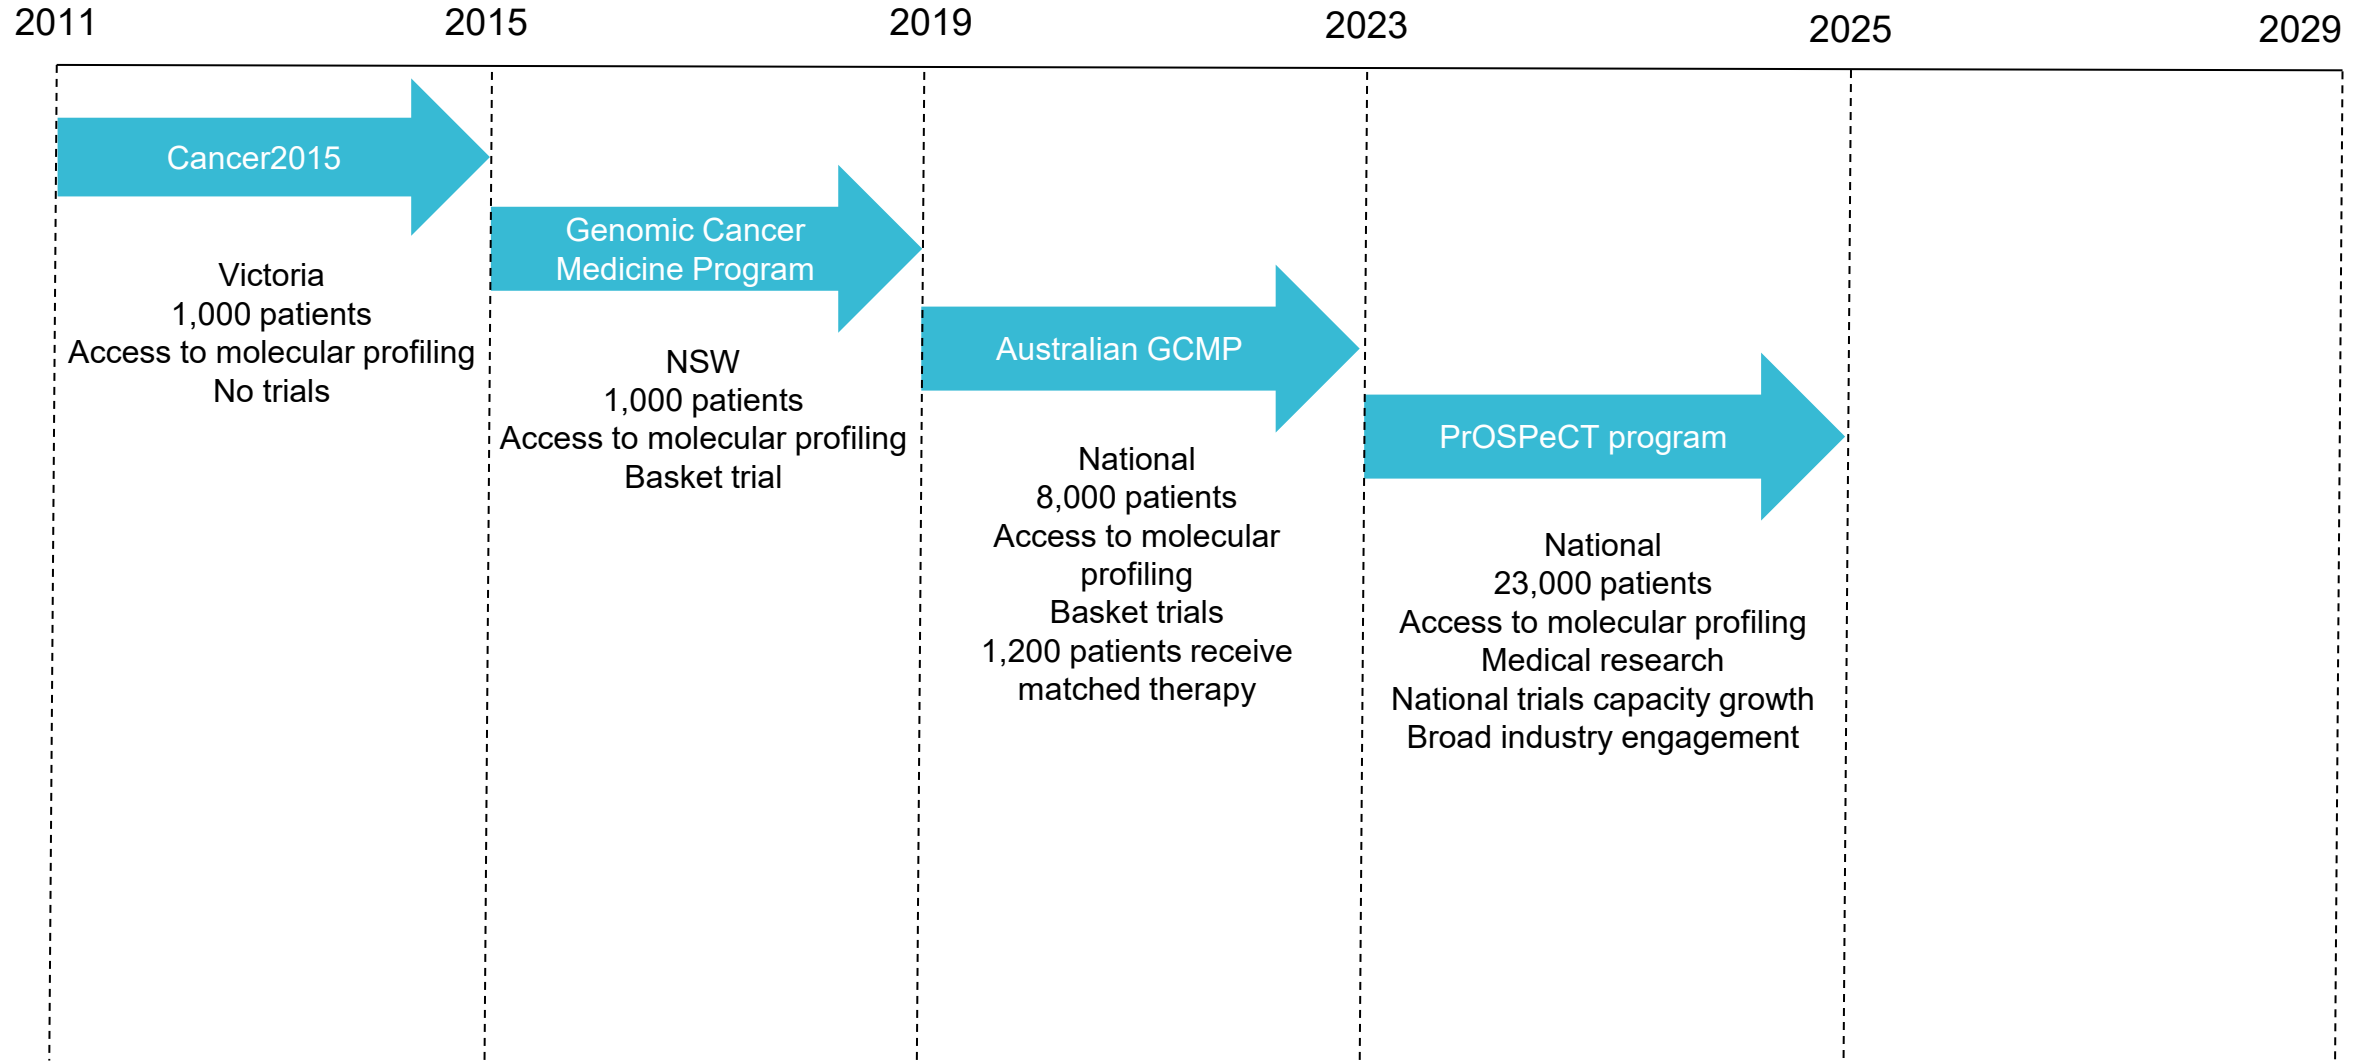 2011
2015
2019
2023
2025
2029
Cancer2015
Victoria
1,000 patients
Access to molecular profiling
No trials
Genomic Cancer
Medicine Program
NSW
1,000 patients
Access to molecular profiling
Basket trial
Australian GCMP
National
8,000 patients
Access to molecular
profiling
Basket trials
1,200 patients receive
matched therapy
PrOSPeCT program
National
23,000 patients
Access to molecular profiling
Medical research
National trials capacity growth
Broad industry engagement